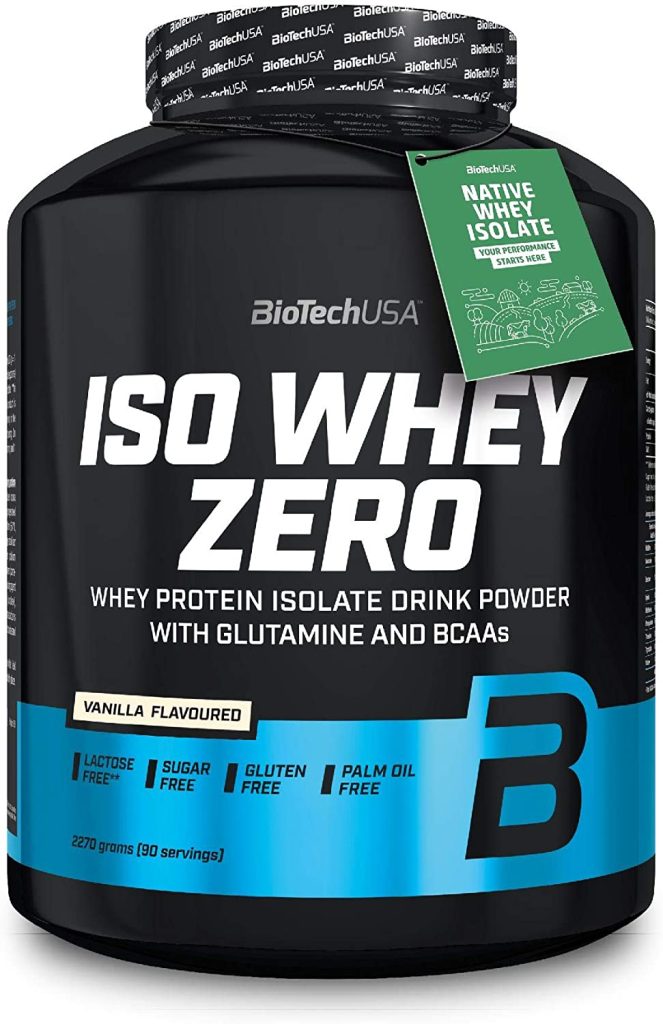 BioTechUSA
BioTechUSA
NATIVE
WHEY
ISOLATE
YOUR PERFORMANCE
STARTS HERE
BioTechUSA™
ISO WHEY
ZERO
WHEY PROTEIN ISOLATE DRINK POWDER
WITH GLUTAMINE AND BCAAs
VANILLA FLAVOURED
LACTOSE FREE**
SUGAR FREE
GLUTEN FREE
PALM OIL FREE
2270 grams (90 servings)
B